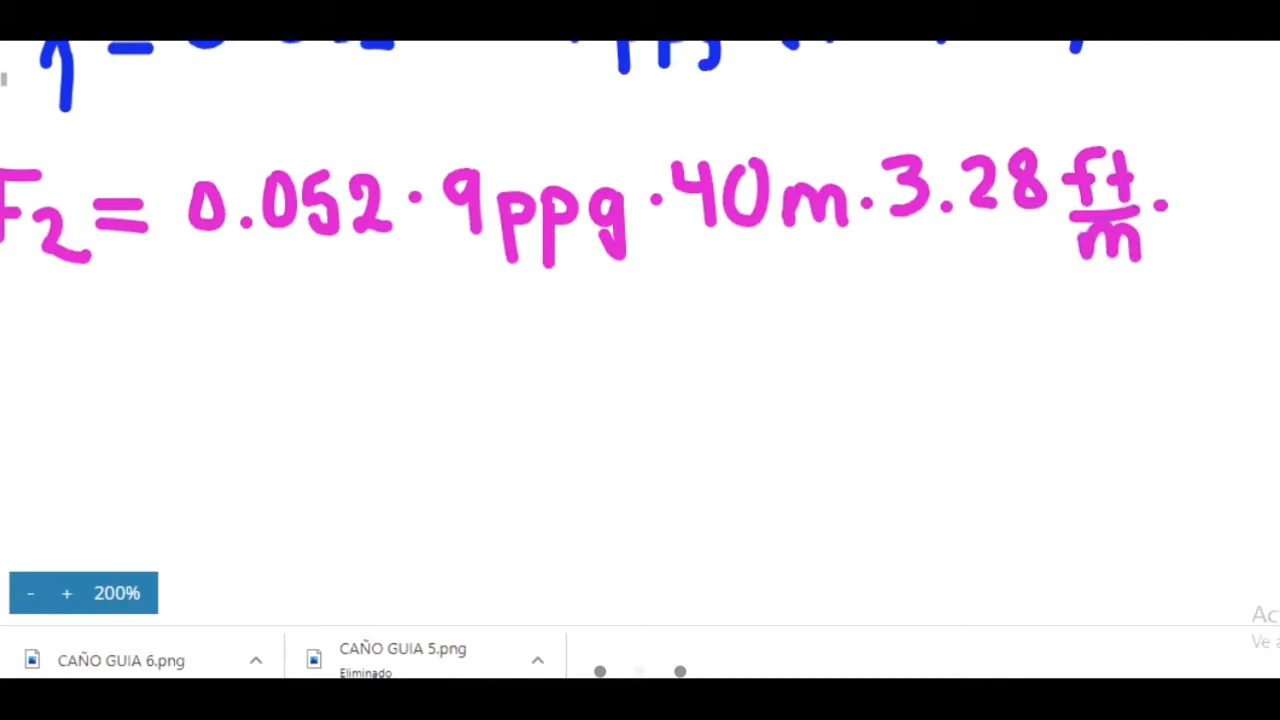 F₂ = 0.052 · 9ppg · 40m · 3.28 ft/m ·
- + 200%
CAÑO GUIA 6.png
CAÑO GUIA 5.png
Eliminado